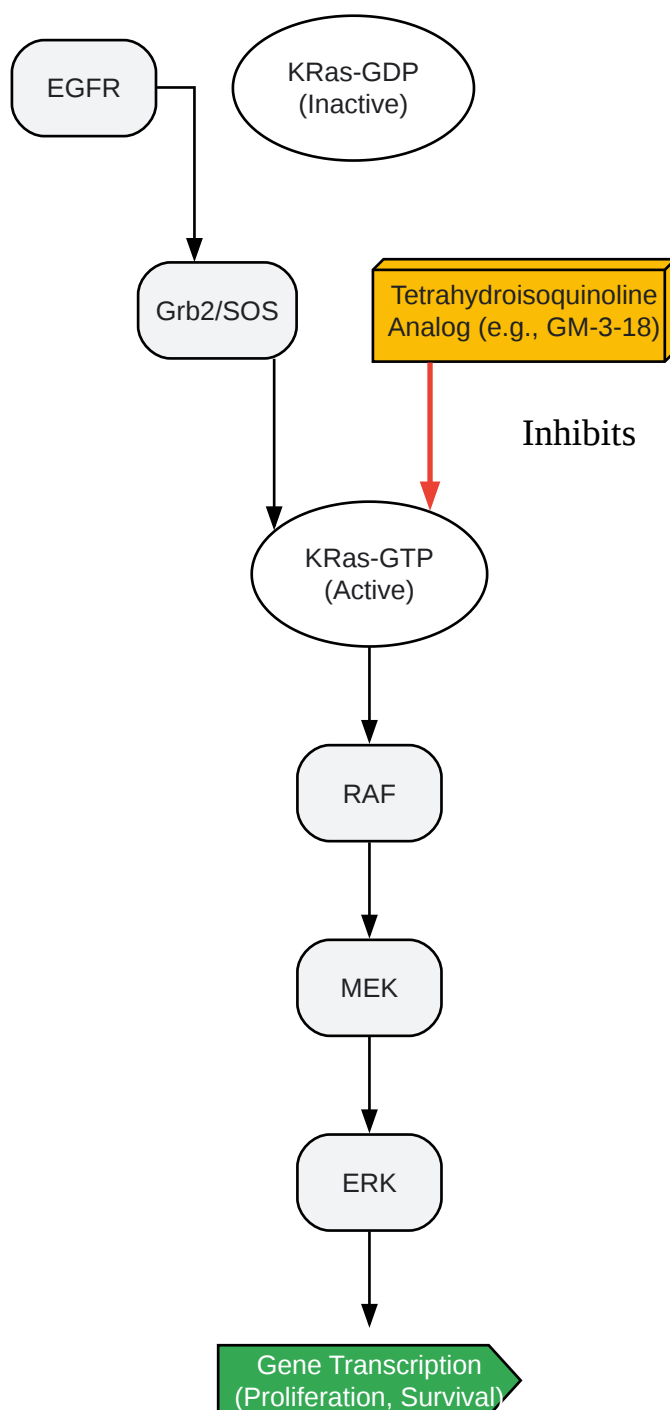 EGFR
KRas-GDP
(Inactive)
Grb2/SOS
Tetrahydroisoquinoline
Analog (e.g., GM-3-18)
Inhibits
KRas-GTP
(Active)
RAF
MEK
ERK
Gene Transcription
(Proliferation, Survival)